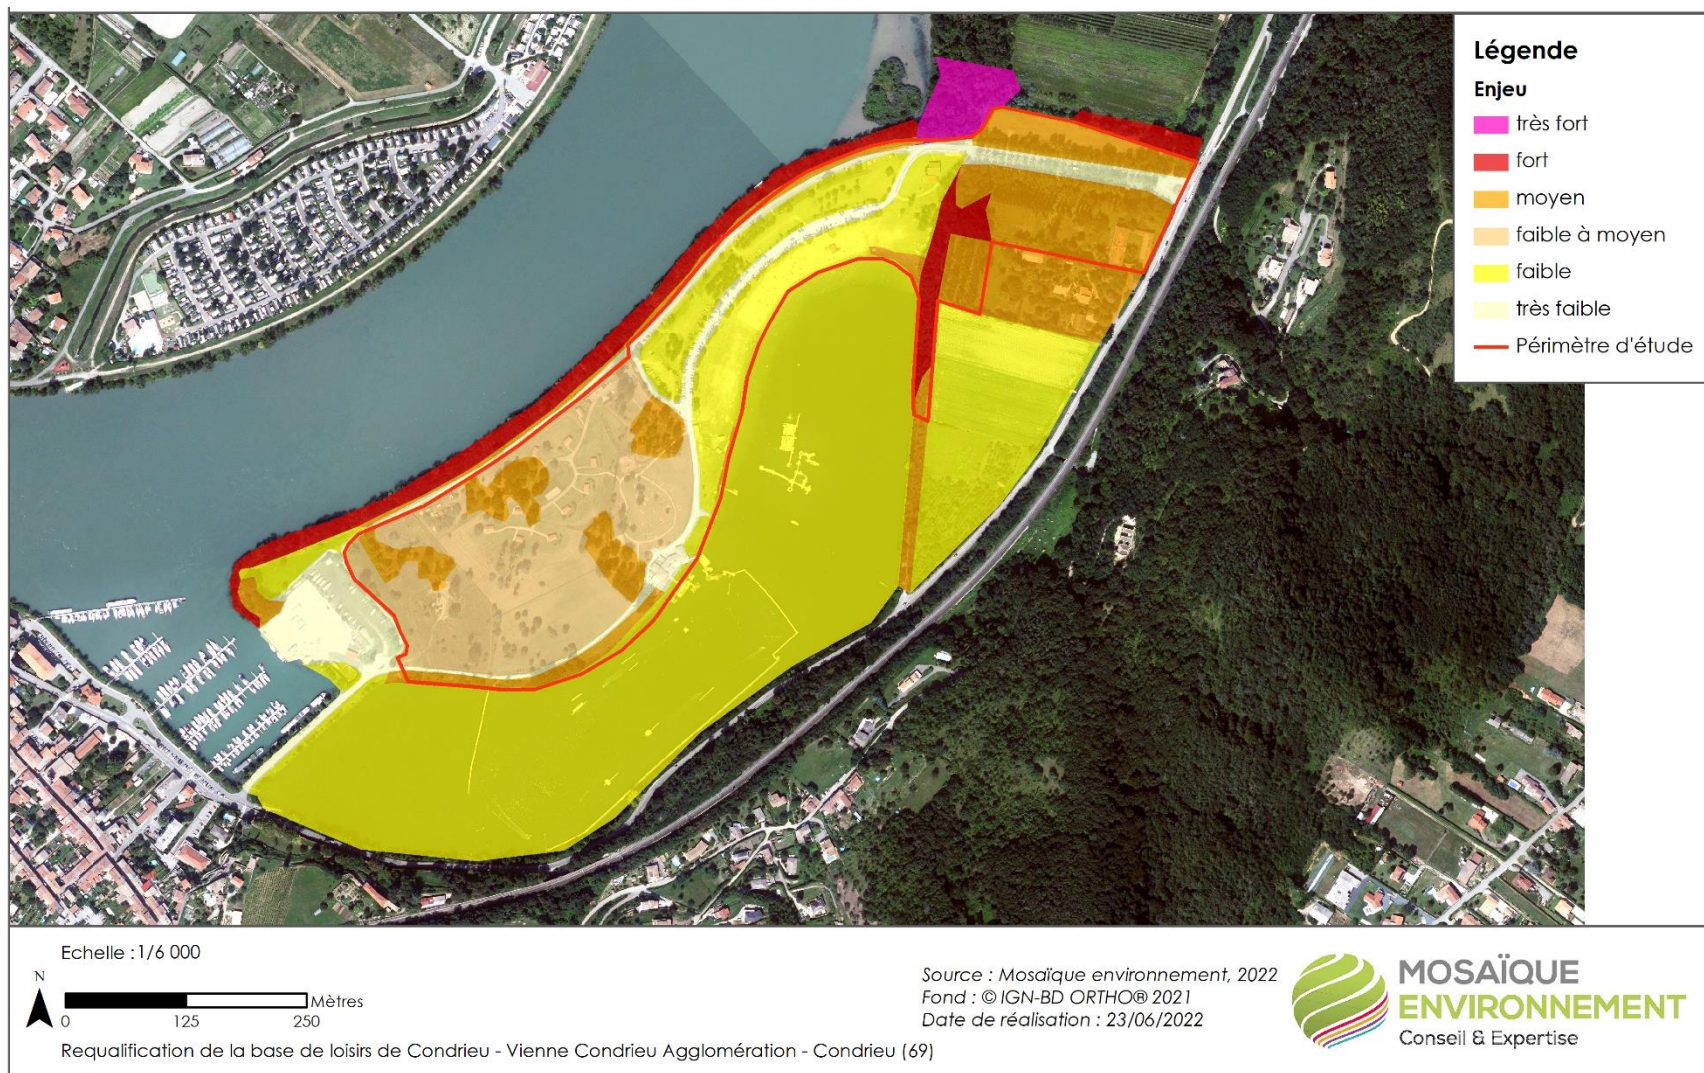 Légende
Enjeu
très fort
fort
moyen
faible à moyen
faible
très faible
Périmètre d'étude
Echelle : 1/6 000
N
Mètres
0 125 250
Requalification de la base de loisirs de Condrieu - Vienne Condrieu Agglomération - Condrieu (69)
Source : Mosaïque environnement, 2022
Fond : © IGN-BD ORTHO® 2021
Date de réalisation : 23/06/2022
MOSAÏQUE
ENVIRONNEMENT
Conseil & Expertise